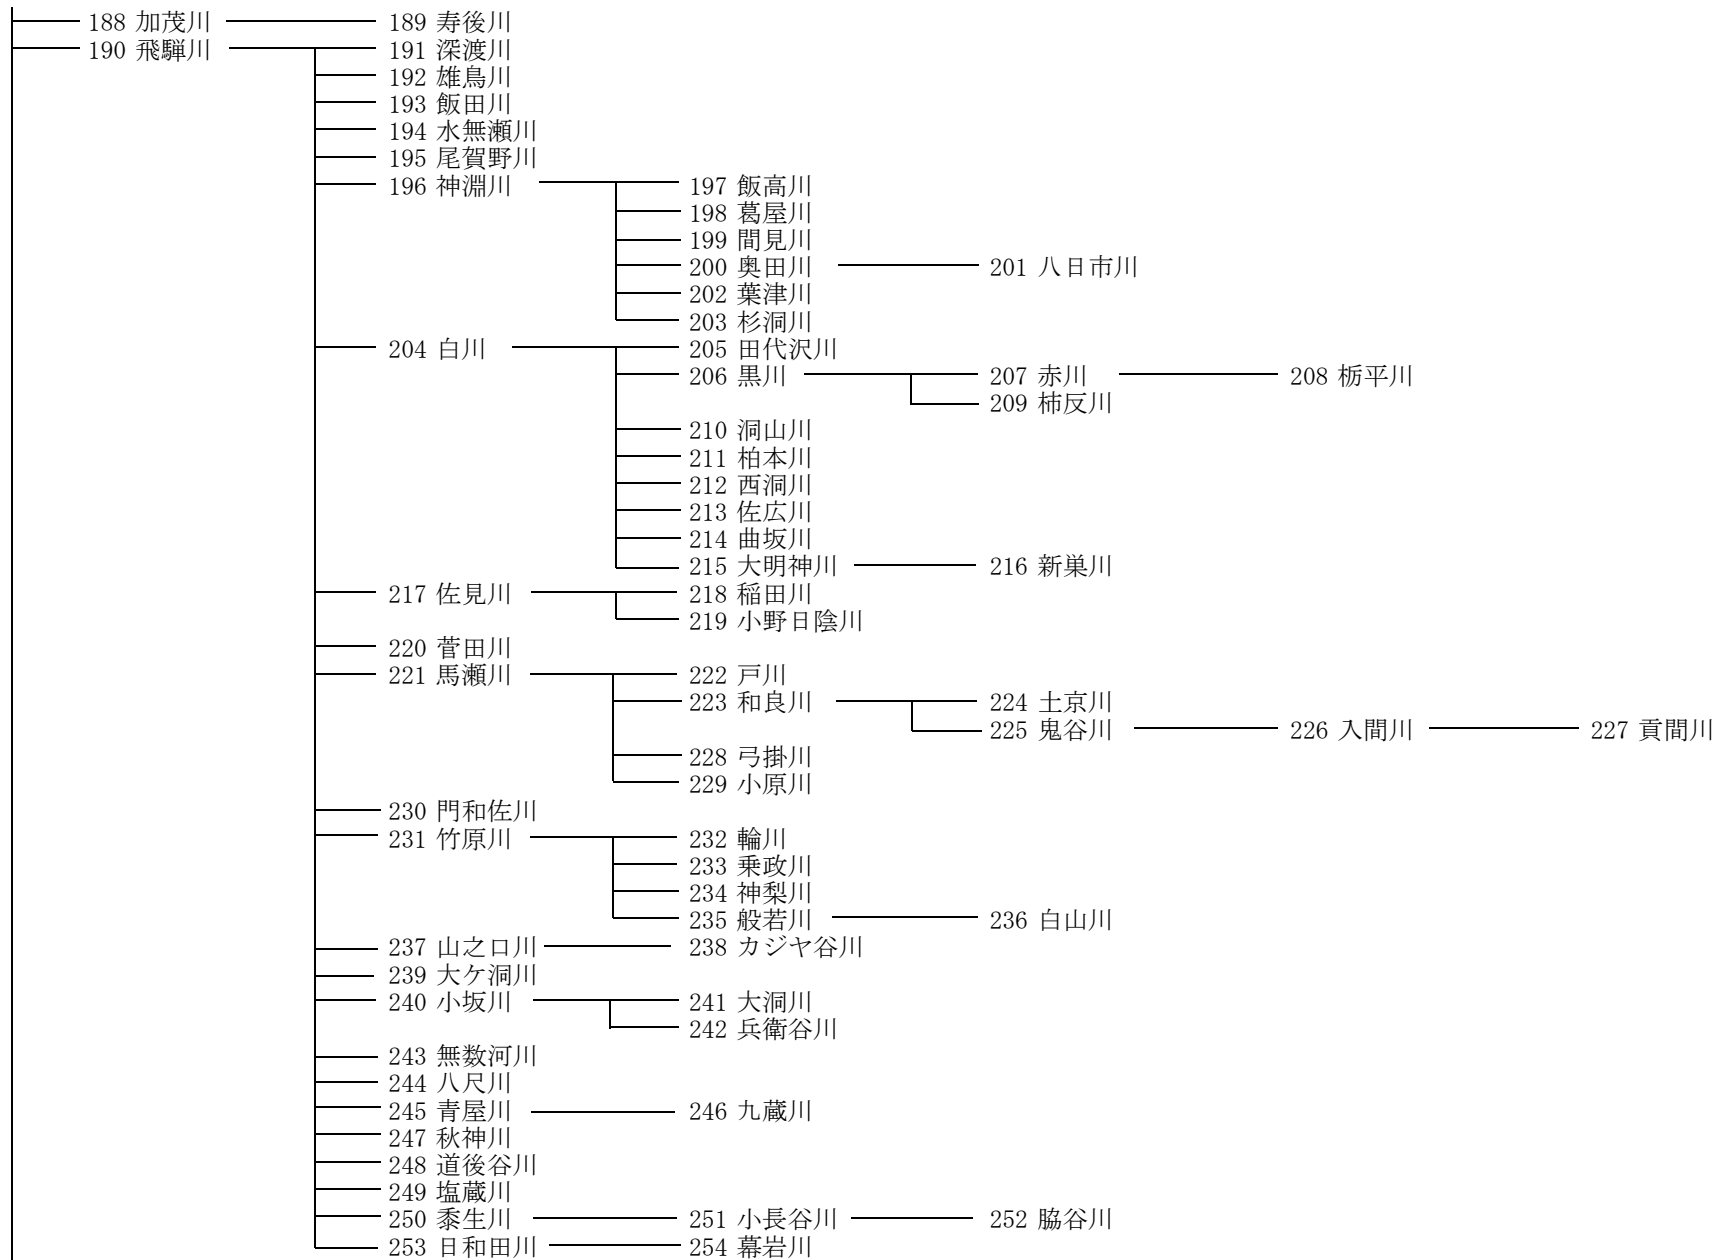 188 加茂川 189 寿後川
190 飛騨川 191 深渡川
192 雄鳥川
193 飯田川
194 水無瀬川
195 尾賀野川
196 神淵川 197 飯高川
198 葛屋川
199 間見川
200 奥田川 201 八日市川
202 葉津川
203 杉洞川
204 白川 205 田代沢川
206 黒川 207 赤川 208 栃平川
209 柿反川
210 洞山川
211 柏本川
212 西洞川
213 佐広川
214 曲坂川
215 大明神川 216 新巣川
217 佐見川 218 稲田川
219 小野日陰川
220 菅田川
221 馬瀬川 222 戸川
223 和良川 224 土京川
225 鬼谷川 226 入間川 227 貢間川
228 弓掛川
229 小原川
230 門和佐川
231 竹原川 232 輪川
233 乗政川
234 神梨川
235 般若川 236 白山川
237 山之口川 238 カジヤ谷川
239 大ケ洞川
240 小坂川 241 大洞川
242 兵衛谷川
243 無数河川
244 八尺川
245 青屋川 246 九蔵川
247 秋神川
248 道後谷川
249 塩蔵川
250 黍生川 251 小長谷川 252 脇谷川
253 日和田川 254 幕岩川